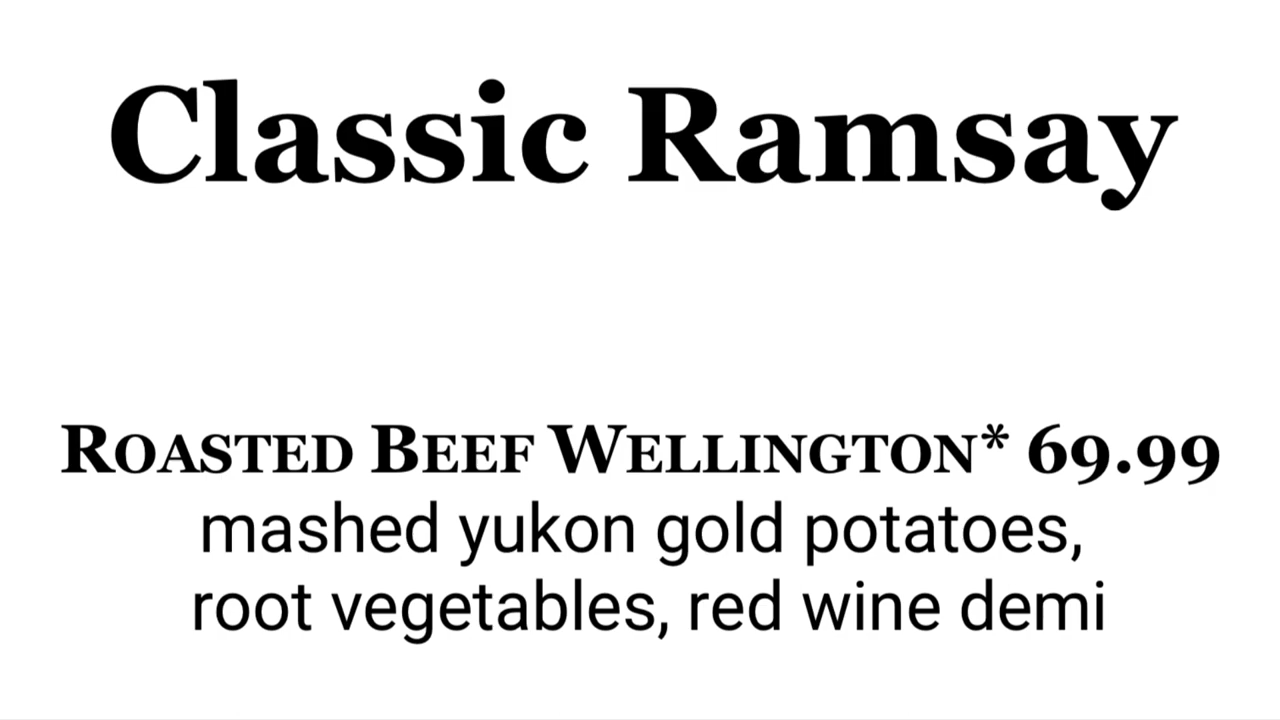 Classic Ramsay
Roasted Beef Wellington* 69.99
mashed yukon gold potatoes,
root vegetables, red wine demi